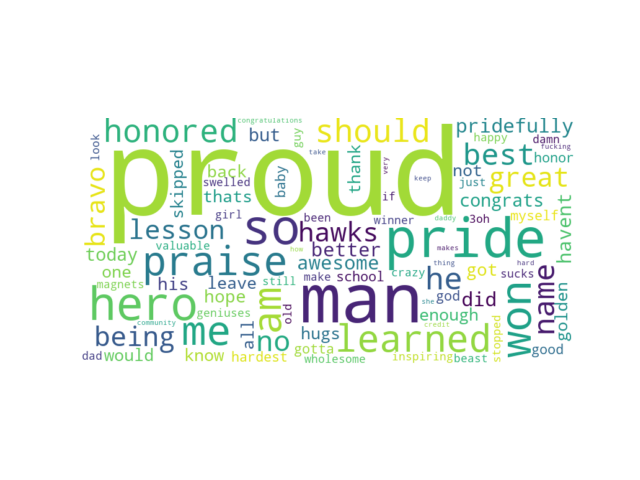 congratulations
honored
but
guy
should
pridefully
look
proud
happy
damn
fucking
bravo
skipped
back
swelled
thats
baby
thank
take
very
keep
if
not
best
honor
just
great
congrats
girl
been
winner
daddy
3oh
myself
havent
lesson
so
hawks
pride
today
valuable
how
praise
better
makes
one
awesome
crazy
he
thing
got
hard
sucks
magnets
his
leave
still
make
school
god
did
name
golden
hero
hope
am
old
man
she
enough
won
geniuses
community
being
me
all
no
hugs
credit
learned
stopped
dad
would
know
hardest
gotta
wholesome
inspiring
beast
good